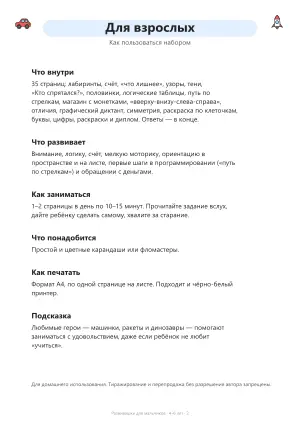 Для взрослых
Как пользоваться набором
Что внутри
35 страниц: лабиринты, счёт, «что лишнее», узоры, тени,
«Кто спрятался?», половинки, логические таблицы, путь по
стрелкам, магазин с монетками, «вверху-внизу-слева-справа»,
отличия, графический диктант, симметрия, раскраска по клеточкам,
буквы, цифры, раскраски и диплом. Ответы — в конце.
Что развивает
Внимание, логику, счёт, мелкую моторику, ориентацию в
пространстве и на листе, первые шаги в программировании («путь
по стрелкам») и обращении с деньгами.
Как заниматься
1–2 страницы в день по 10–15 минут. Прочитайте задание вслух,
дайте ребёнку сделать самому, хвалите за старание.
Что понадобится
Простой и цветные карандаши или фломастеры.
Как печатать
Формат А4, по одной странице на листе. Подходит и чёрно-белый
принтер.
Подсказка
Любимые герои — машинки, ракеты и динозавры — помогают
заниматься с удовольствием, даже если ребёнок не любит
«учиться».
Для домашнего использования. Тиражирование и перепродажа без разрешения автора запрещены.